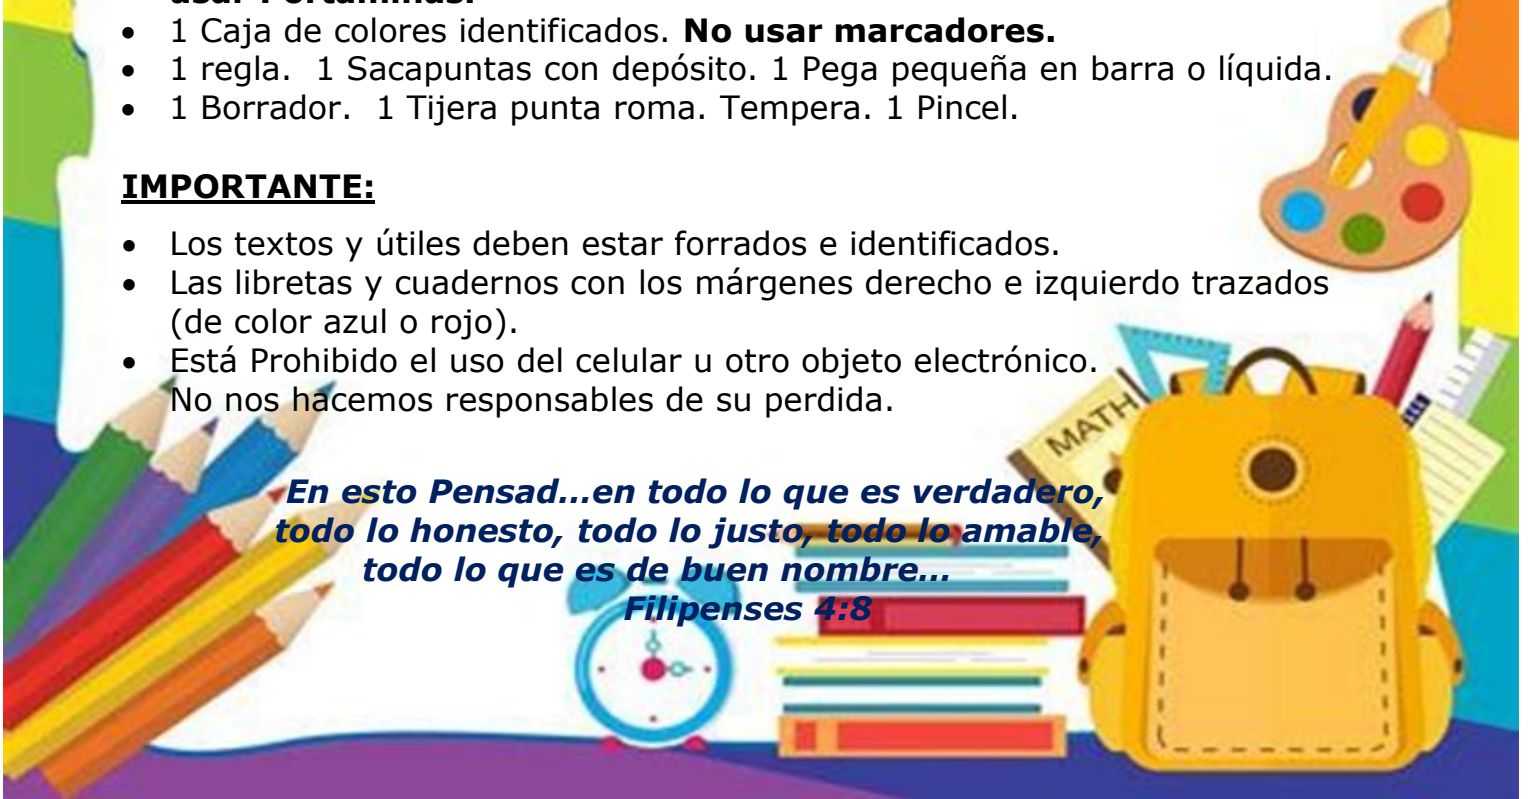 usar Portaminas.
• 1 Caja de colores identificados. No usar marcadores.
• 1 regla.  1 Sacapuntas con depósito. 1 Pega pequeña en barra o líquida.
• 1 Borrador.  1 Tijera punta roma. Tempera. 1 Pincel.
IMPORTANTE:
• Los textos y útiles deben estar forrados e identificados.
• Las libretas y cuadernos con los márgenes derecho e izquierdo trazados
(de color azul o rojo).
• Está Prohibido el uso del celular u otro objeto electrónico.
No nos hacemos responsables de su perdida.
MATH
En esto Pensad...en todo lo que es verdadero,
todo lo honesto, todo lo justo, todo lo amable,
todo lo que es de buen nombre...
Filipenses 4:8